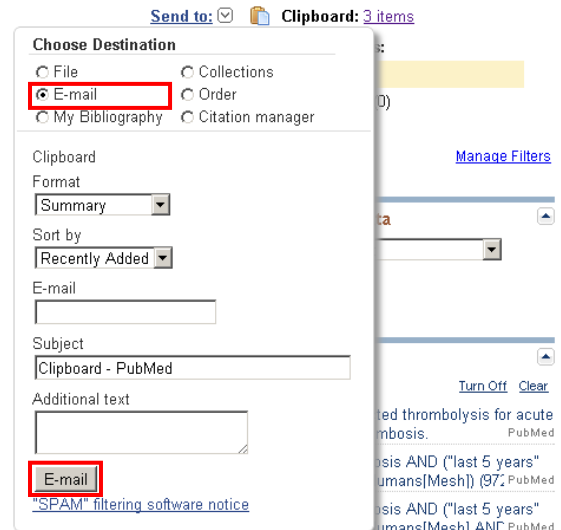 Send to: Clipboard: 3 items
Choose Destination
File Collections
E-mail Order
My Bibliography Citation manager
Clipboard
Format
Summary
Sort by
Recently Added
E-mail
Subject
Clipboard - PubMed
Additional text
E-mail
"SPAM" filtering software notice
s:
0)
Manage Filters
ta
Turn Off Clear
ted thrombolysis for acute
mbosis. PubMed
osis AND ("last 5 years"
umans[Mesh]) (972 PubMed
osis AND ("last 5 years"
umans[Mesh] AND PubMed